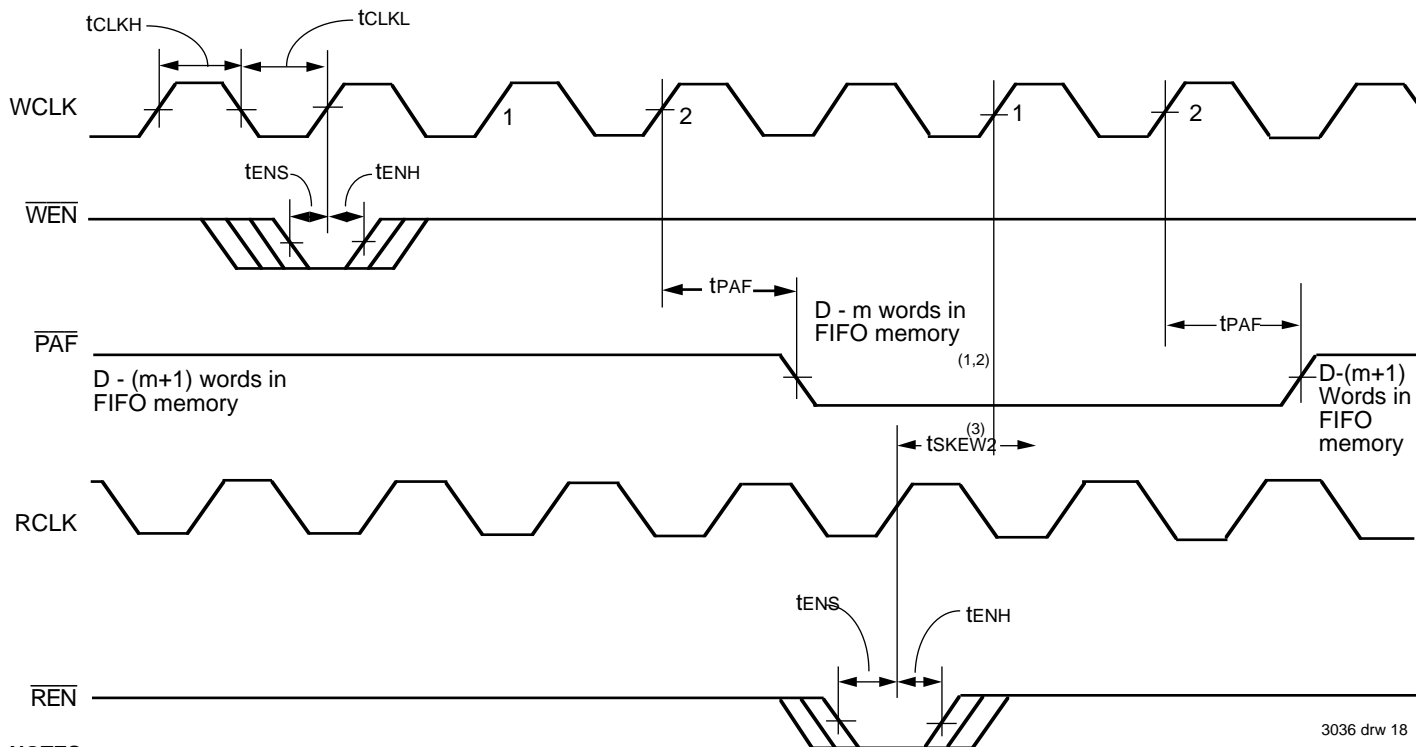 tCLKH
tCLKL
WCLK
1
2
1
2
tENS
tENH
WEN
tPAF
D - m words in
FIFO memory
(1,2)
tPAF
PAF
D - (m+1) words in
FIFO memory
D-(m+1)
Words in
FIFO
memory
(3)
tSKEW2
RCLK
tENS
tENH
REN
3036 drw 18